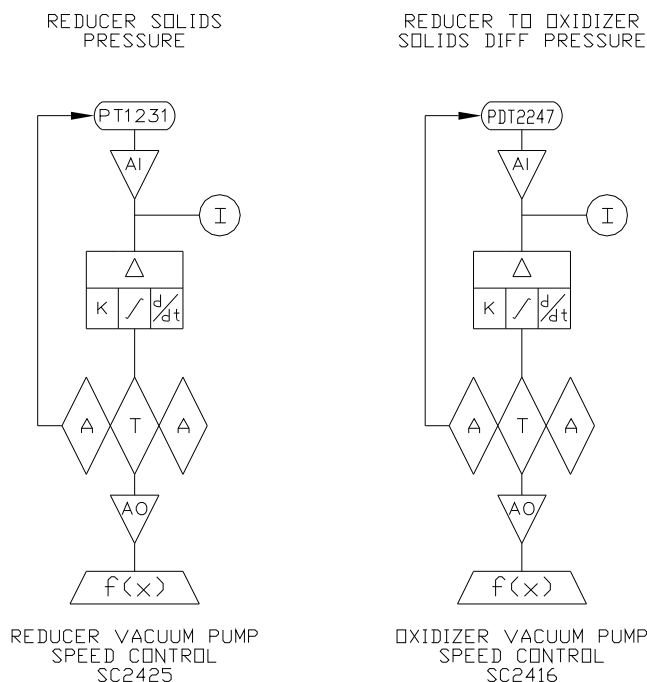 REDUCER SOLIDS
PRESSURE
PT1231
AI
I
Δ
K ∫ d/dt
A T A
AO
f(x)
REDUCER VACUUM PUMP
SPEED CONTROL
SC2425
REDUCER TO OXIDIZER
SOLIDS DIFF PRESSURE
PDT2247
AI
I
Δ
K ∫ d/dt
A T A
AO
f(x)
OXIDIZER VACUUM PUMP
SPEED CONTROL
SC2416